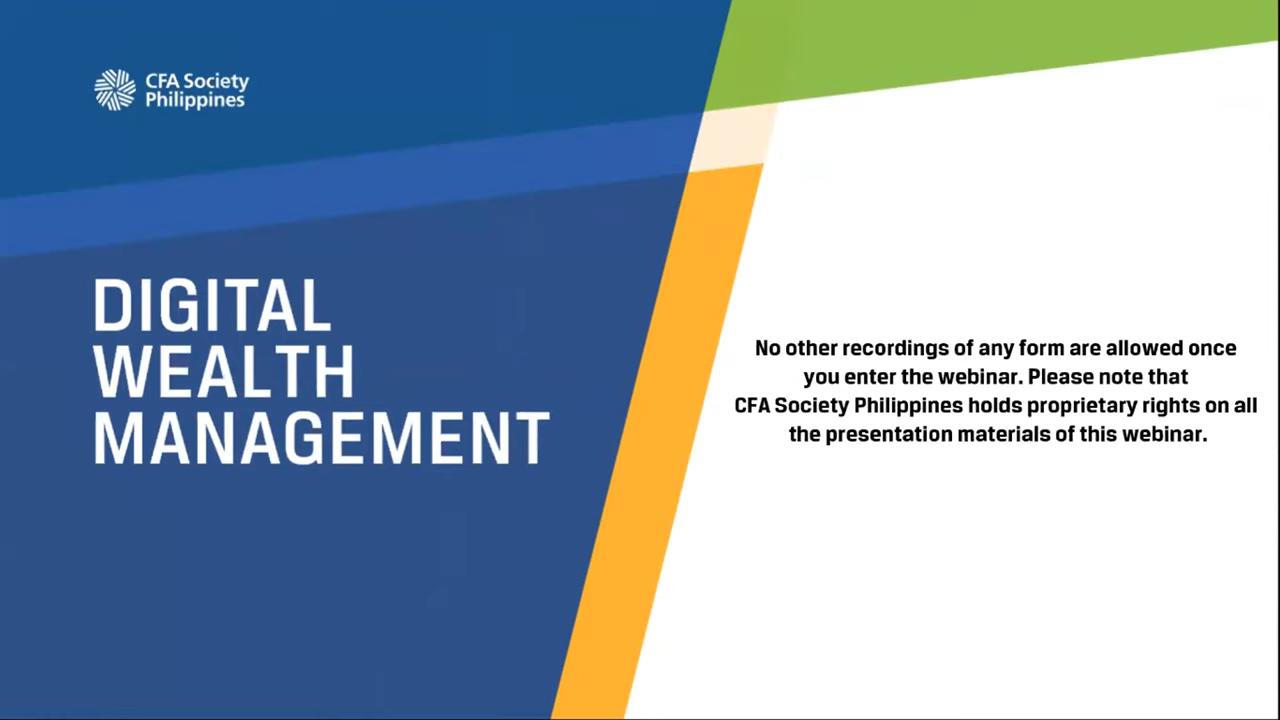 CFA Society
Philippines
DIGITAL
WEALTH
MANAGEMENT
No other recordings of any form are allowed once
you enter the webinar. Please note that
CFA Society Philippines holds proprietary rights on all
the presentation materials of this webinar.